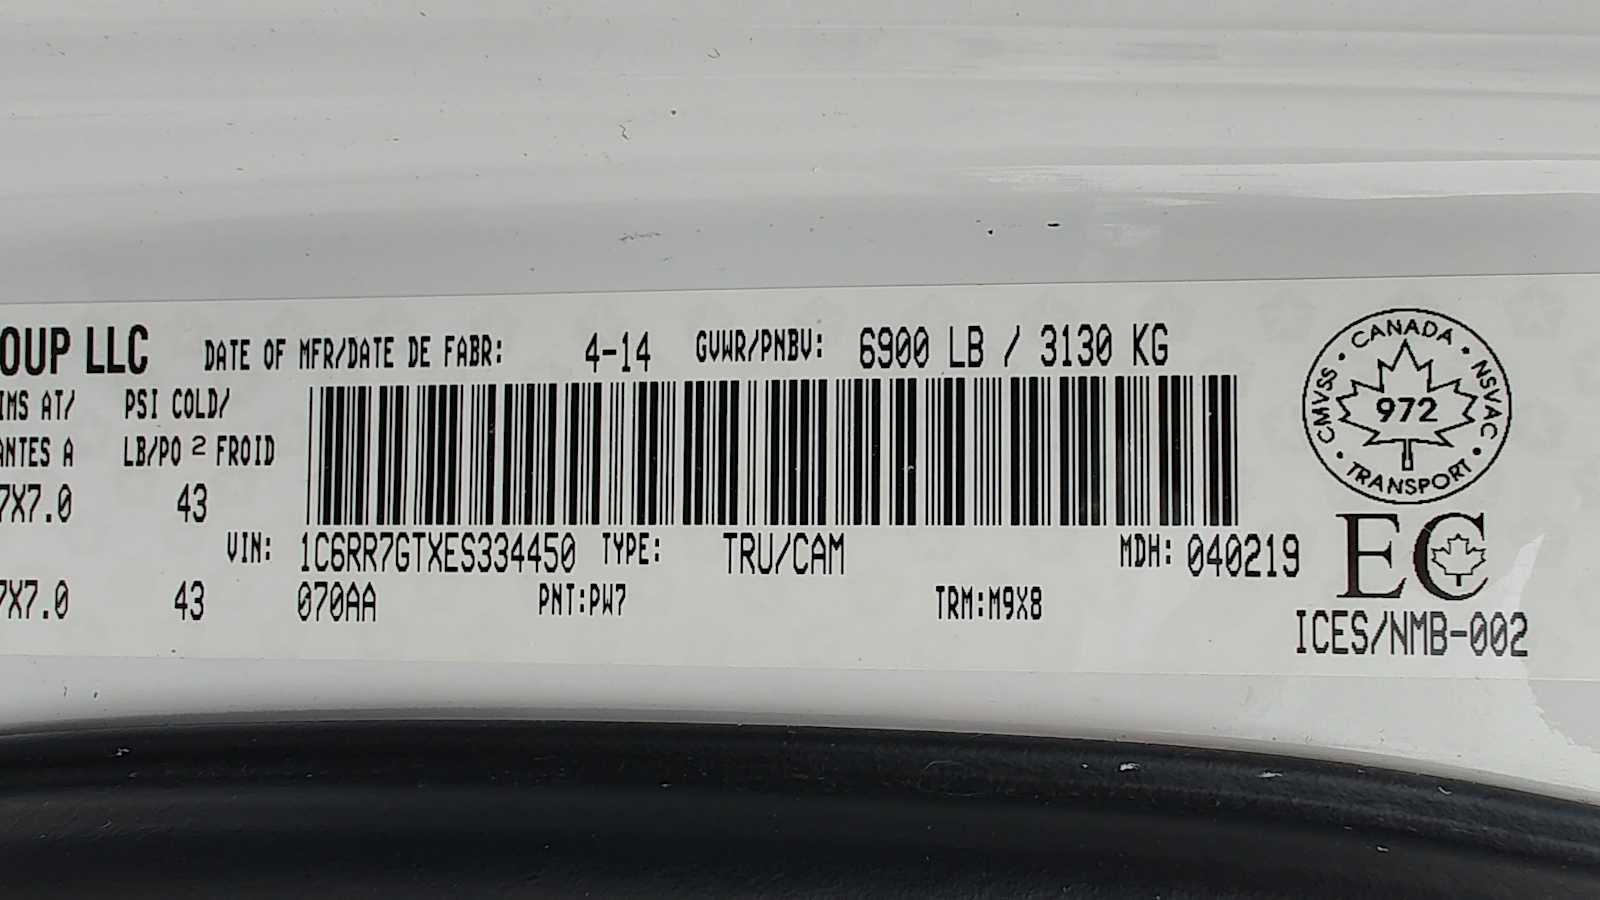 OUP LLC DATE OF MFR/DATE DE FABR: 4-14 GVWR/PNBV: 6900 LB / 3130 KG
IMS AT/ PSI COLD/
ANTES A LB/PO 2 FROID
7X7.0 43
VIN: 1C6RR7GTXES334450 TYPE: TRU/CAM MDH: 040219
7X7.0 43 070AA PNT:PW7 TRM:M9X8
CANADA
CMVSS
NSVAC
972
TRANSPORT
EC
ICES/NMB-002